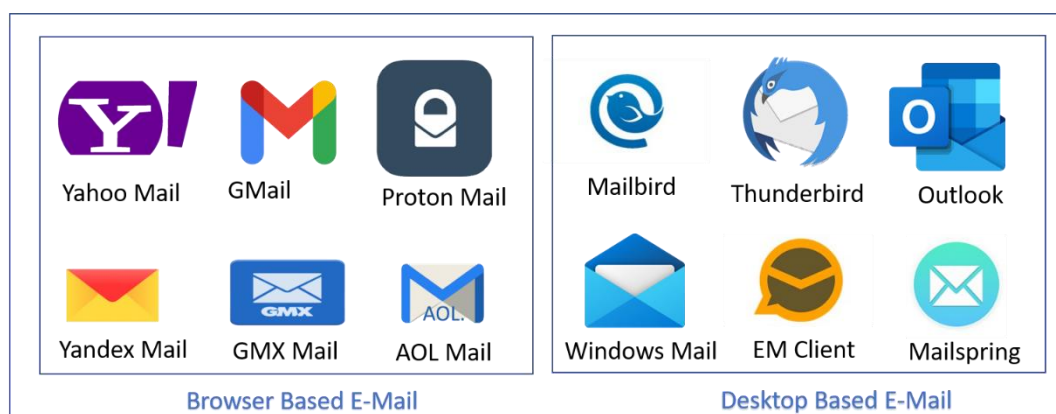 Y!
Yahoo Mail
GMail
Proton Mail
GMX
AOL.
Yandex Mail
GMX Mail
AOL Mail
Browser Based E-Mail
O
Mailbird
Thunderbird
Outlook
Windows Mail
EM Client
Mailspring
Desktop Based E-Mail